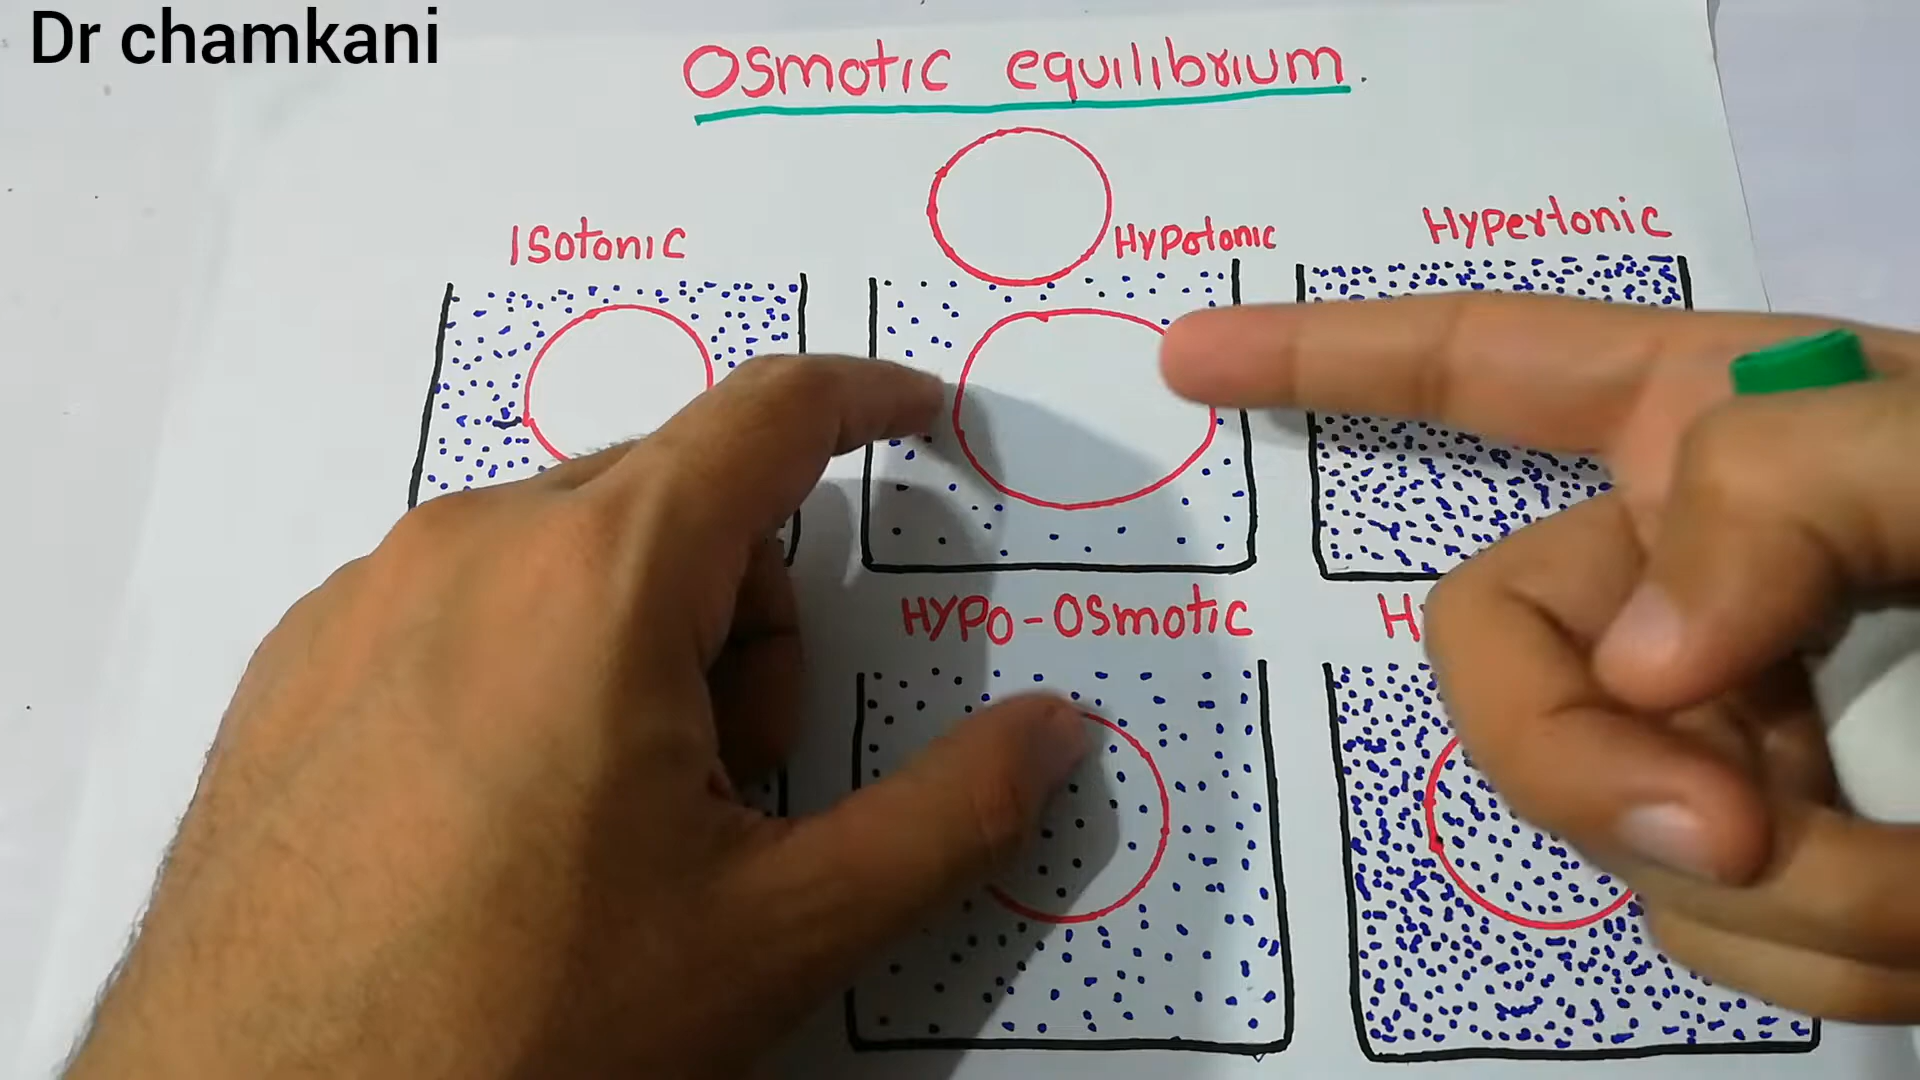 Dr chamkani
Osmotic equilibrium.
Isotonic
Hypotonic
Hypertonic
Hypo-osmotic